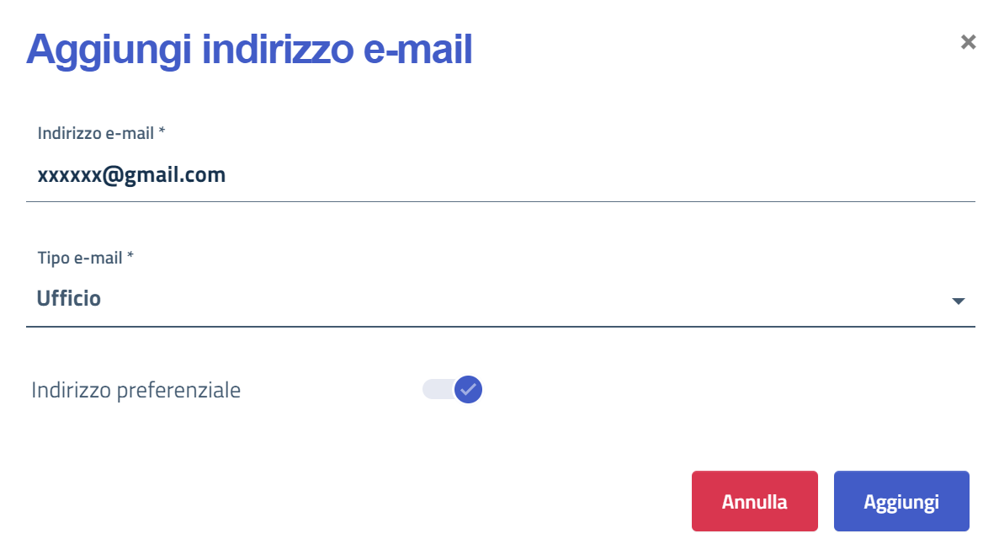 Aggiungi indirizzo e-mail
Indirizzo e-mail *
xxxxxx@gmail.com
Tipo e-mail *
Ufficio
Indirizzo preferenziale
Annulla
Aggiungi